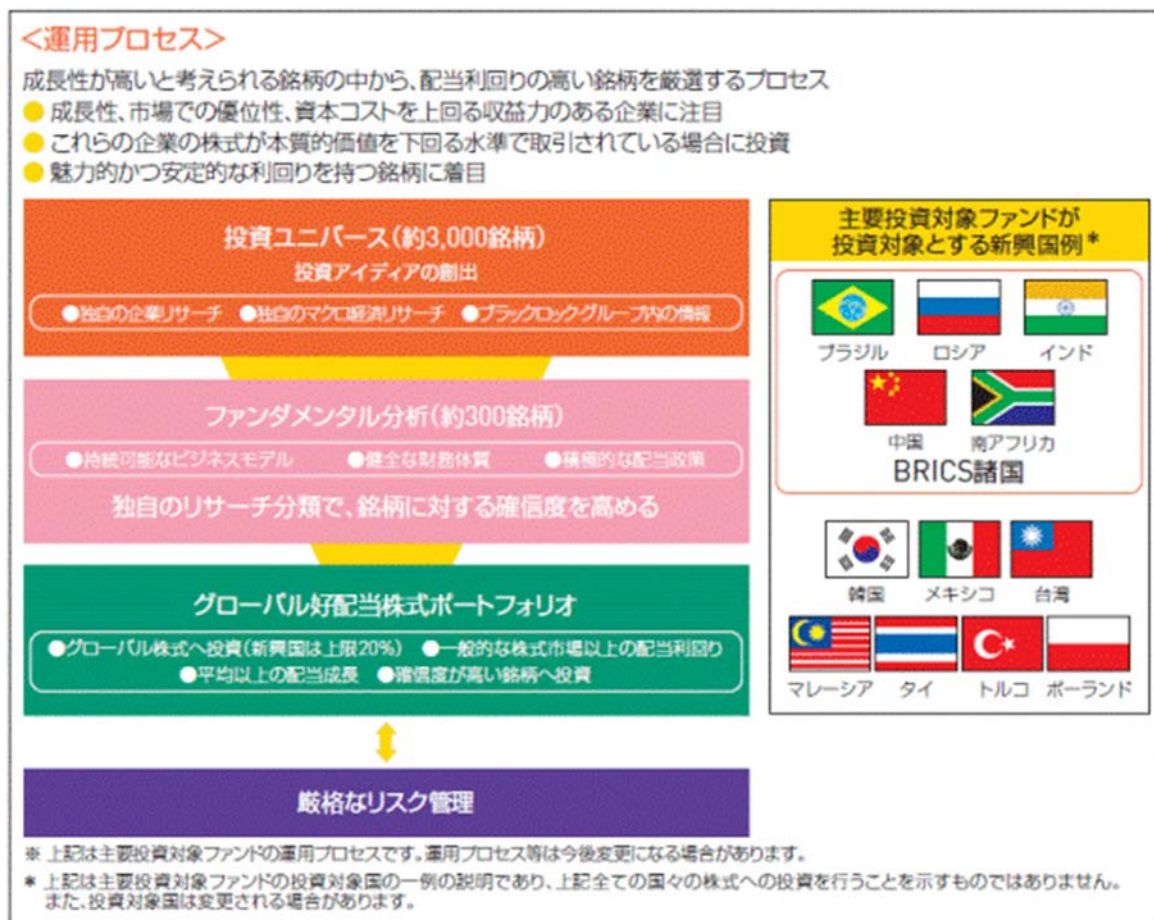 <運用プロセス>
成長性が高いと考えられる銘柄の中から、配当利回りの高い銘柄を厳選するプロセス
● 成長性、市場での優位性、資本コストを上回る収益力のある企業に注目
● これらの企業の株式が本質的価値を下回る水準で取引されている場合に投資
● 魅力的かつ安定的な利回りを持つ銘柄に着目
投資ユニバース(約3,000銘柄)
投資アイディアの創出
●独自の企業リサーチ ●独自のマクロ経済リサーチ ●ブラックロック・グループ内の情報
ファンダメンタル分析(約300銘柄)
●持続可能なビジネスモデル ●健全な財務体質 ●積極的な配当政策
独自のリサーチ分類で、銘柄に対する確信度を高める
グローバル好配当株式ポートフォリオ
●グローバル株式へ投資(新興国は上限20%) ●一般的な株式市場以上の配当利回り
●平均以上の配当成長 ●確信度が高い銘柄へ投資
厳格なリスク管理
主要投資対象ファンドが
投資対象とする新興国例*
ブラジル ロシア インド
中国 南アフリカ
BRICS諸国
韓国 メキシコ 台湾
マレーシア タイ トルコ ポーランド
※ 上記は主要投資対象ファンドの運用プロセスです。運用プロセス等は今後変更になる場合があります。
* 上記は主要投資対象ファンドの投資対象国の一例の説明であり、上記全ての国々の株式への投資を行うことを示すものではありません。
また、投資対象国は変更される場合があります。